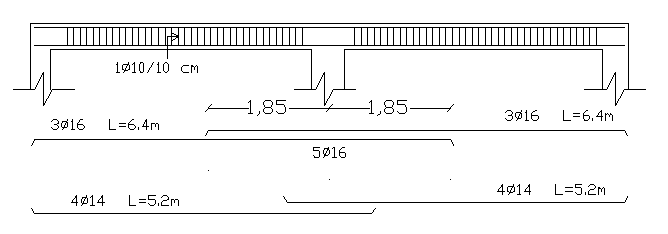 1ø10/10 cm
1,85 1,85
3ø16 L=6.4m
3ø16 L=6.4m
5ø16
4ø14 L=5.2m
4ø14 L=5.2m